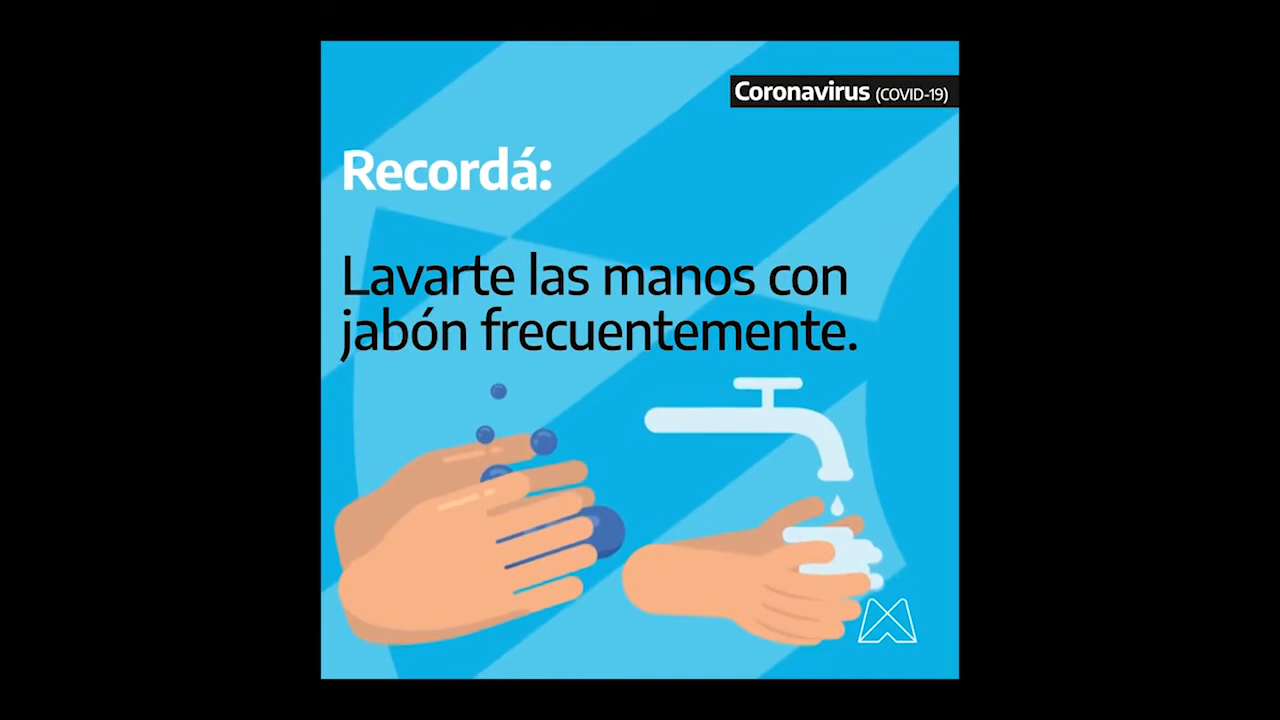 Coronavirus (COVID-19)
Recordá:
Lavarte las manos con
jabón frecuentemente.